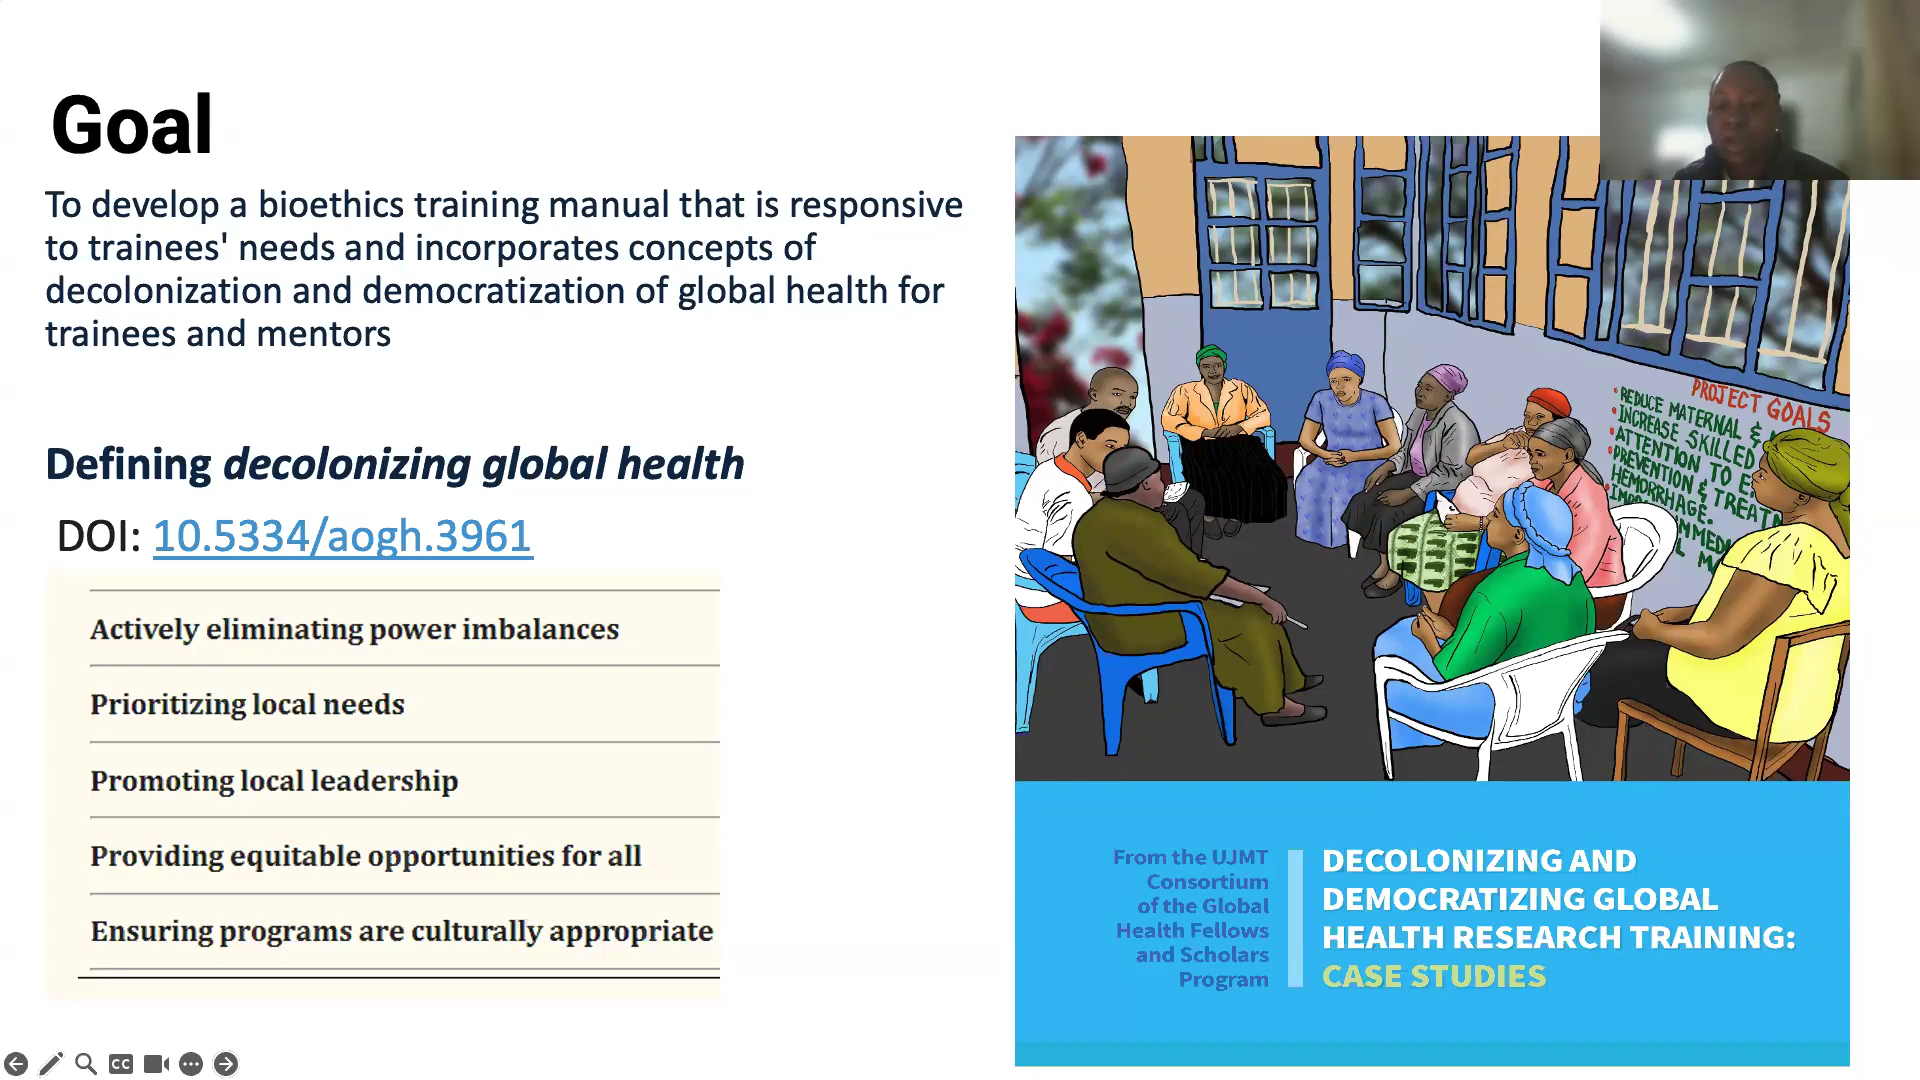 Goal
To develop a bioethics training manual that is responsive
to trainees' needs and incorporates concepts of
decolonization and democratization of global health for
trainees and mentors
Defining decolonizing global health
DOI: 10.5334/aogh.3961
Actively eliminating power imbalances
Prioritizing local needs
Promoting local leadership
Providing equitable opportunities for all
Ensuring programs are culturally appropriate
PROJECT GOALS
• REDUCE MATERNAL &
• INCREASE SKILLED
• ATTENTION TO
• PREVENTION & TREAT
HEMORRHAGE.
From the UJMT
Consortium
of the Global
Health Fellows
and Scholars
Program
DECOLONIZING AND
DEMOCRATIZING GLOBAL
HEALTH RESEARCH TRAINING:
CASE STUDIES
CC